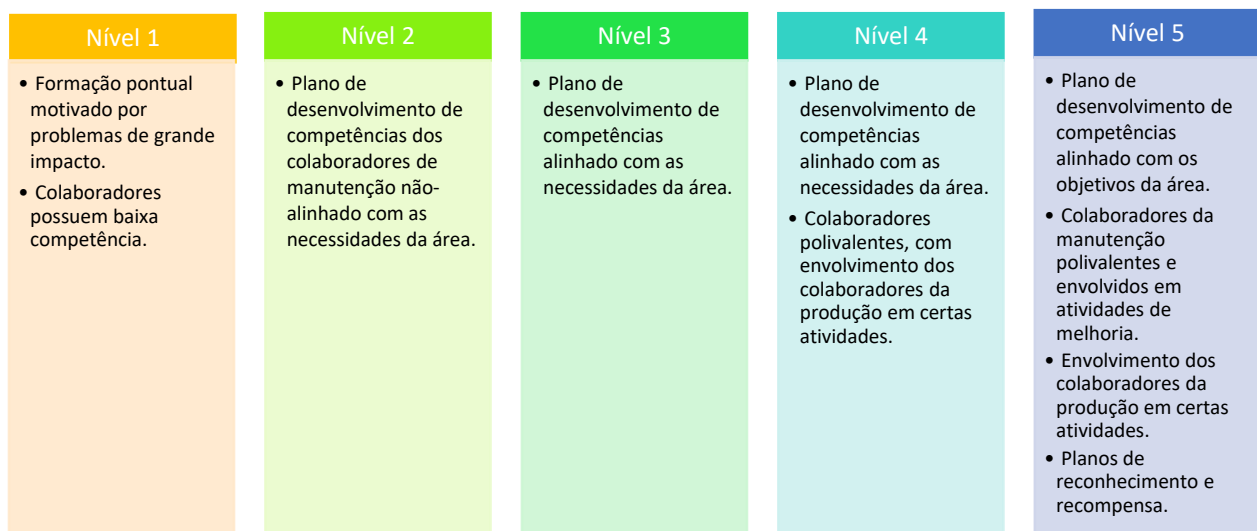 Nível 1
• Formação pontual
motivado por
problemas de grande
impacto.
• Colaboradores
possuem baixa
competência.
Nível 2
• Plano de
desenvolvimento de
competências dos
colaboradores de
manutenção não-
alinhado com as
necessidades da área.
Nível 3
• Plano de
desenvolvimento de
competências
alinhado com as
necessidades da área.
Nível 4
• Plano de
desenvolvimento de
competências
alinhado com as
necessidades da área.
• Colaboradores
polivalentes, com
envolvimento dos
colaboradores da
produção em certas
atividades.
Nível 5
• Plano de
desenvolvimento de
competências
alinhado com os
objetivos da área.
• Colaboradores da
manutenção
polivalentes e
envolvidos em
atividades de
melhoria.
• Envolvimento dos
colaboradores da
produção em certas
atividades.
• Planos de
reconhecimento e
recompensa.